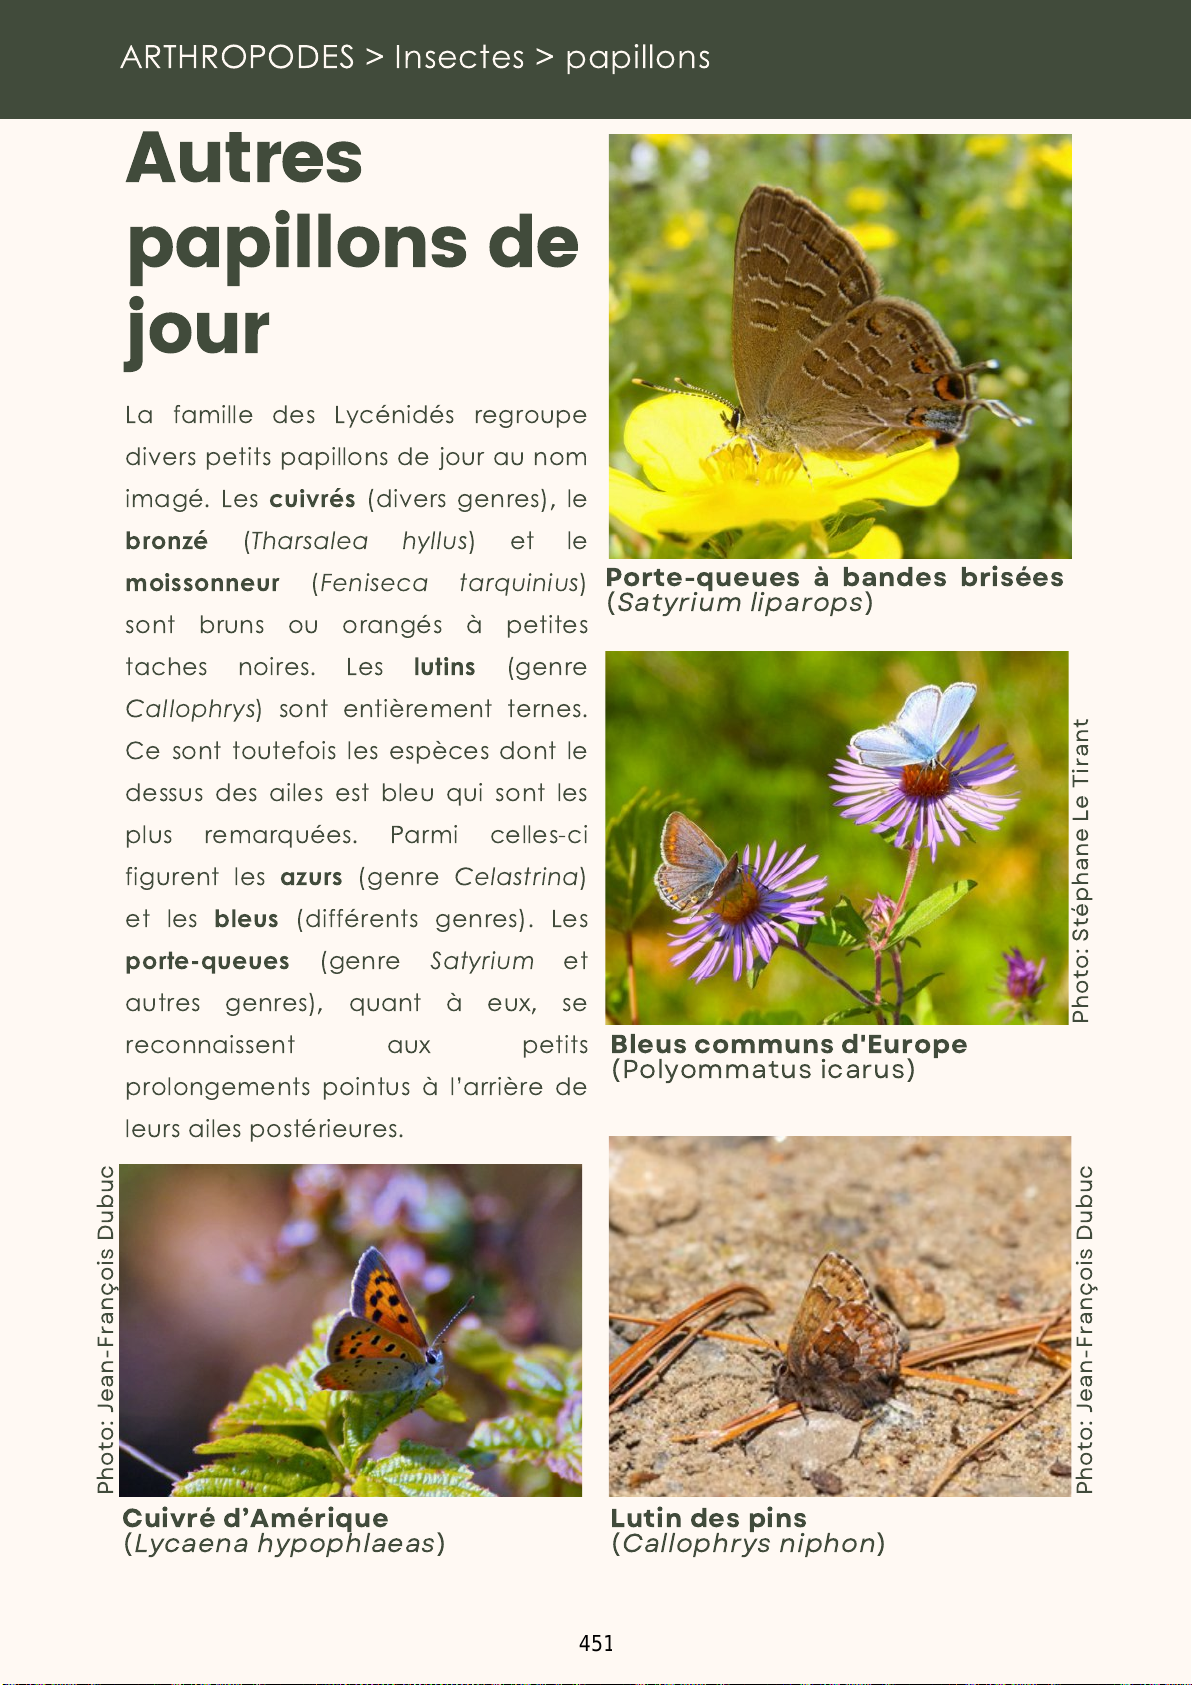 ARTHROPODES > Insectes > papillons
Autres
papillons de
jour
La famille des Lycénidés regroupe
divers petits papillons de jour au nom
imagé. Les cuivrés (divers genres), le
bronzé (Tharsalea hyllus) et le
moissonneur (Feniseca tarquinius)
sont bruns ou orangés à petites
taches noires. Les lutins (genre
Callophrys) sont entièrement ternes.
Ce sont toutefois les espèces dont le
dessus des ailes est bleu qui sont les
plus remarquées. Parmi celles-ci
figurent les azurs (genre Celastrina)
et les bleus (différents genres). Les
porte-queues (genre Satyrium et
autres genres), quant à eux, se
reconnaissent aux petits
prolongements pointus à l’arrière de
leurs ailes postérieures.
Photo: Jean-François Dubuc
Cuivré d’Amérique
(Lycaena hypophlaeas)
Porte-queues à bandes brisées
(Satyrium liparops)
Photo: Stéphane Le Tirant
Bleus communs d'Europe
(Polyommatus icarus)
Photo: Jean-François Dubuc
Lutin des pins
(Callophrys niphon)
451